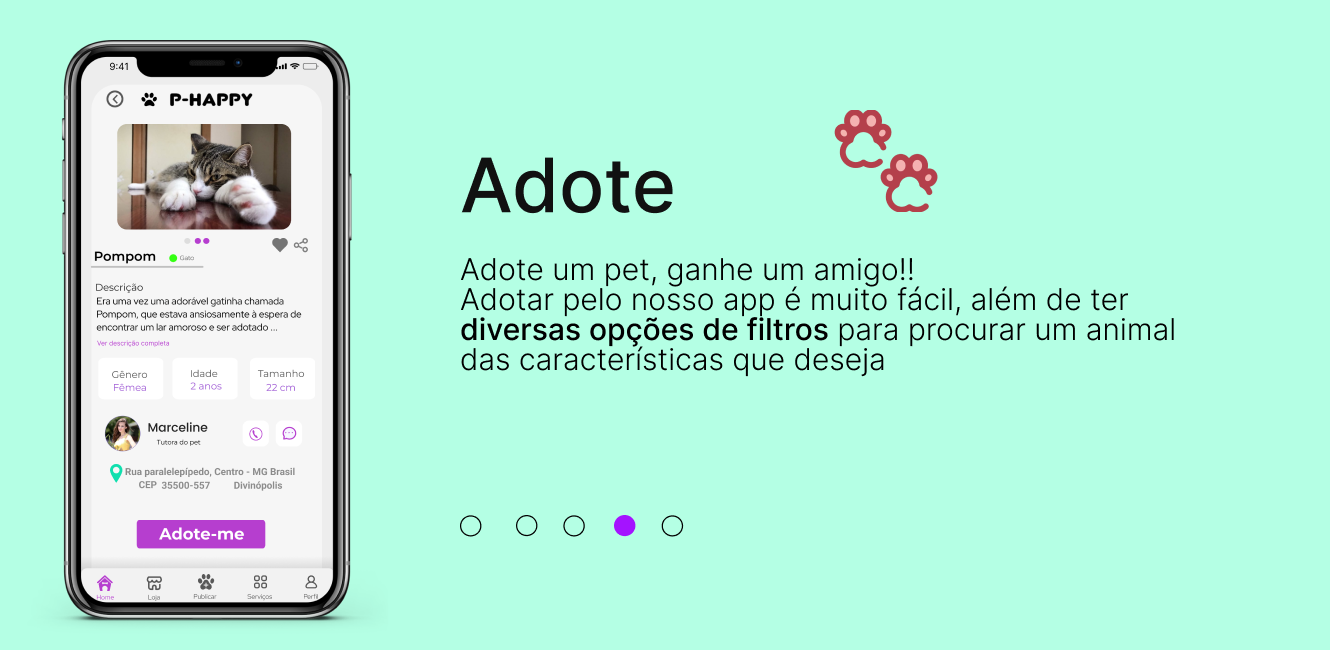 9:41
P-HAPPY
Pompom
Gato
Descrição
Era uma vez uma adorável gatinha chamada
Pompom, que estava ansiosamente à espera de
encontrar um lar amoroso e ser adotado ...
Ver descrição completa
Gênero
Fêmea
Idade
2 anos
Tamanho
22 cm
Marceline
Tutora do pet
Rua paralelepípedo, Centro - MG Brasil
CEP 35500-557 Divinópolis
Adote-me
Home
Loja
Publicar
Serviços
Perfil
Adote
Adote um pet, ganhe um amigo!!
Adotar pelo nosso app é muito fácil, além de ter
diversas opções de filtros para procurar um animal
das características que deseja